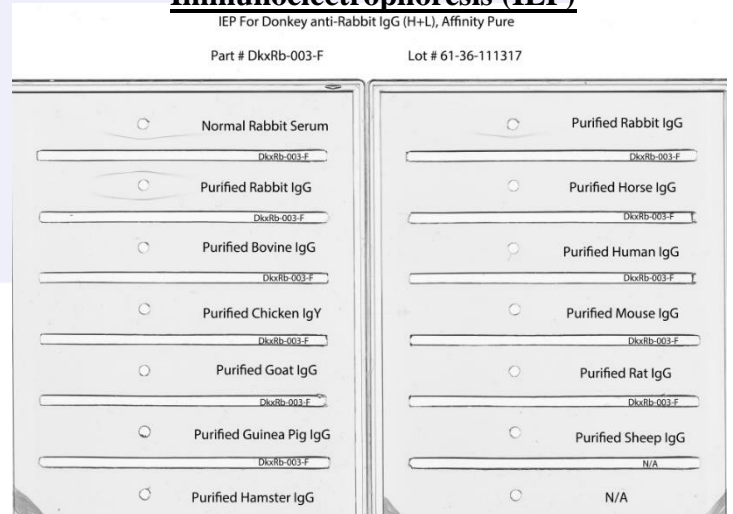 Immunoelectrophoresis (IEP)
IEP For Donkey anti-Rabbit IgG (H+L), Affinity Pure
Part # DkxRb-003-F Lot # 61-36-111317
Normal Rabbit Serum
DkxRb-003-F
Purified Rabbit IgG
DkxRb-003-F
Purified Bovine IgG
DkxRb-003-F
Purified Chicken IgY
DkxRb-003-F
Purified Goat IgG
DkxRb-003-F
Purified Guinea Pig IgG
DkxRb-003-F
Purified Hamster IgG
Purified Rabbit IgG
DkxRb-003-F
Purified Horse IgG
DkxRb-003-F
Purified Human IgG
DkxRb-003-F
Purified Mouse IgG
DkxRb-003-F
Purified Rat IgG
DkxRb-003-F
Purified Sheep IgG
N/A
N/A